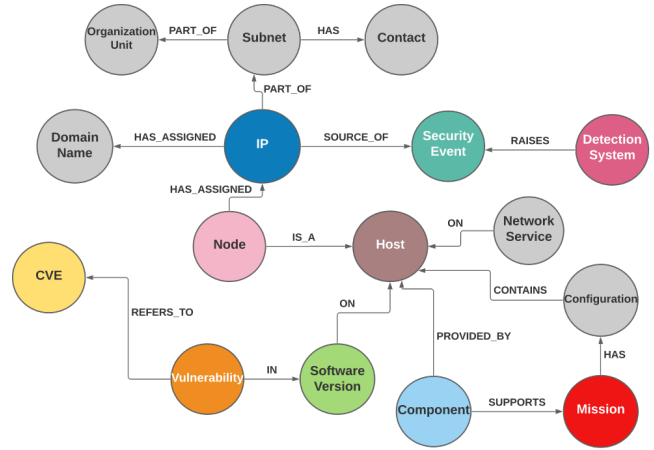 Organization
Unit
PART_OF
Subnet
HAS
Contact
PART_OF
Domain
Name
HAS_ASSIGNED
IP
SOURCE_OF
Security
Event
RAISES
Detection
System
HAS_ASSIGNED
Node
IS_A
Host
ON
Network
Service
CVE
REFERS_TO
ON
CONTAINS
Configuration
PROVIDED_BY
HAS
Vulnerability
IN
Software
Version
Component
SUPPORTS
Mission